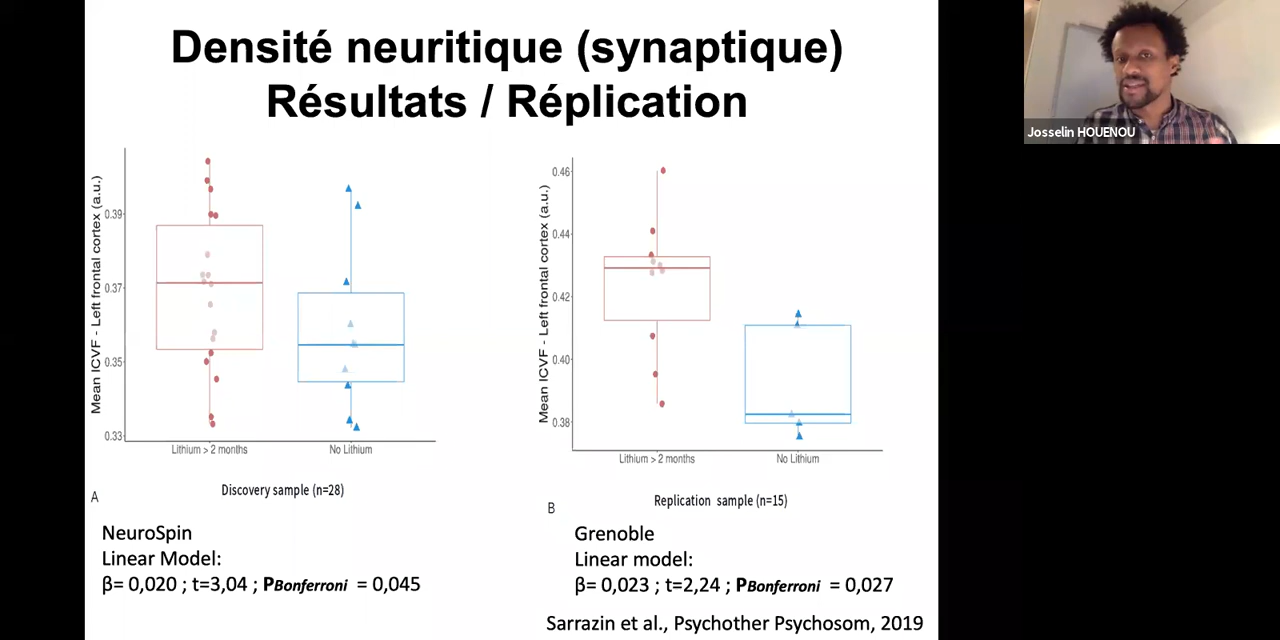 Densité neuritique (synaptique)
Résultats / Réplication
Josselin HOUENOU
Mean ICVF - Left frontal cortex (a.u.)
0.39
0.37
0.35
0.33
Lithium > 2 months
No Lithium
Discovery sample (n=28)
A
NeuroSpin
Linear Model:
β= 0,020 ; t=3,04 ; PBonferroni = 0,045
Mean ICVF - Left frontal cortex (a.u.)
0.46
0.44
0.42
0.40
0.38
Lithium > 2 months
No Lithium
Replication sample (n=15)
B
Grenoble
Linear model:
β= 0,023 ; t=2,24 ; PBonferroni = 0,027
Sarrazin et al., Psychother Psychosom, 2019